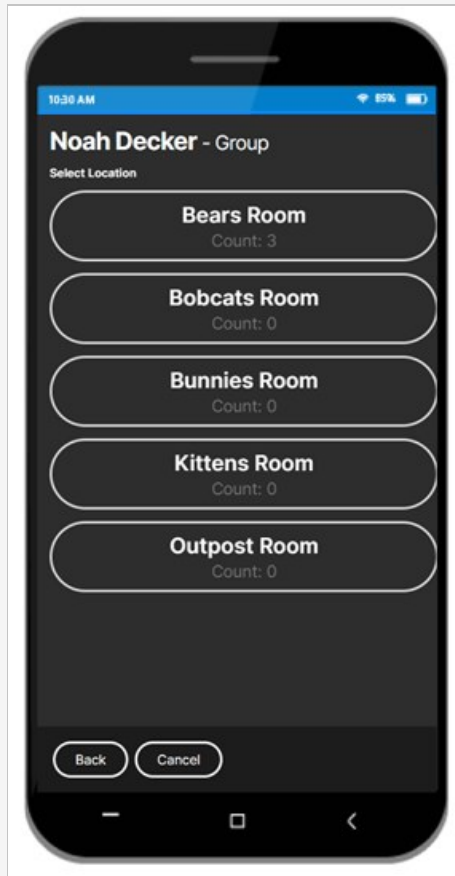 10:30 AM 85%
Noah Decker - Group
Select Location
Bears Room
Count: 3
Bobcats Room
Count: 0
Bunnies Room
Count: 0
Kittens Room
Count: 0
Outpost Room
Count: 0
Back Cancel